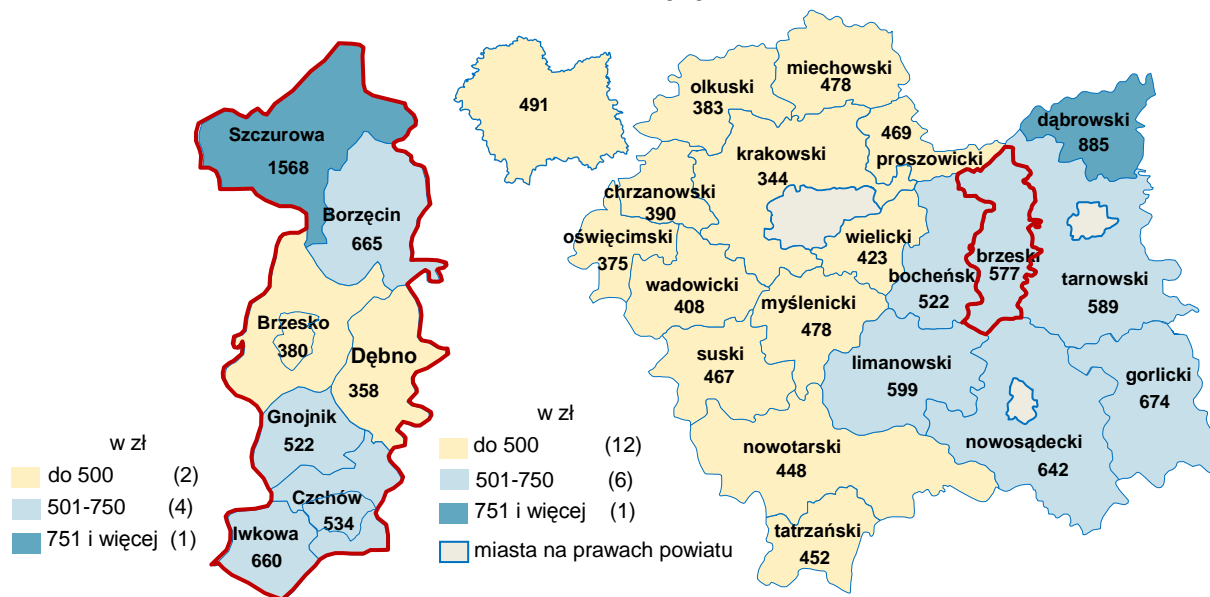 Szczurowa
1568
Borzęcin
665
Brzesko
380
Dębno
358
Gnojnik
522
Czchów
534
Iwkowa
660
w zł
do 500 (2)
501-750 (4)
751 i więcej (1)
491
olkuski
383
miechowski
478
469
proszowicki
dąbrowski
885
krakowski
344
chrzanowski
390
oświęcimski
375
wielicki
423
bocheńsk
522
brzeski
577
tarnowski
589
wadowicki
408
myślenicki
478
suski
467
limanowski
599
gorlicki
674
nowosądecki
642
nowotarski
448
tatrzański
452
w zł
do 500 (12)
501-750 (6)
751 i więcej (1)
miasta na prawach powiatu